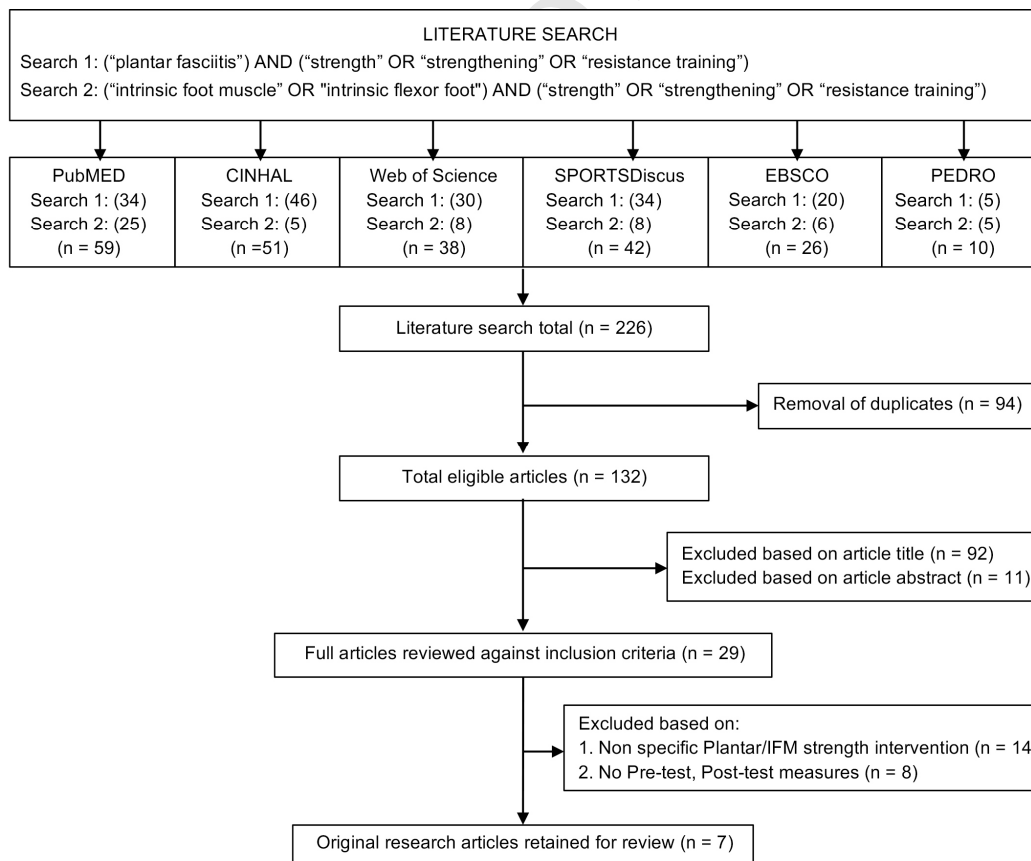 LITERATURE SEARCH
Search 1: (“plantar fasciitis”) AND (“strength” OR “strengthening” OR “resistance training”)
Search 2: (“intrinsic foot muscle” OR "intrinsic flexor foot") AND (“strength” OR “strengthening” OR “resistance training”)
PubMED
Search 1: (34)
Search 2: (25)
(n = 59)
CINHAL
Search 1: (46)
Search 2: (5)
(n =51)
Web of Science
Search 1: (30)
Search 2: (8)
(n = 38)
SPORTSDiscus
Search 1: (34)
Search 2: (8)
(n = 42)
EBSCO
Search 1: (20)
Search 2: (6)
(n = 26)
PEDRO
Search 1: (5)
Search 2: (5)
(n = 10)
Literature search total (n = 226)
Removal of duplicates (n = 94)
Total eligible articles (n = 132)
Excluded based on article title (n = 92)
Excluded based on article abstract (n = 11)
Full articles reviewed against inclusion criteria (n = 29)
Excluded based on:
1. Non specific Plantar/IFM strength intervention (n = 14
2. No Pre-test, Post-test measures (n = 8)
Original research articles retained for review (n = 7)